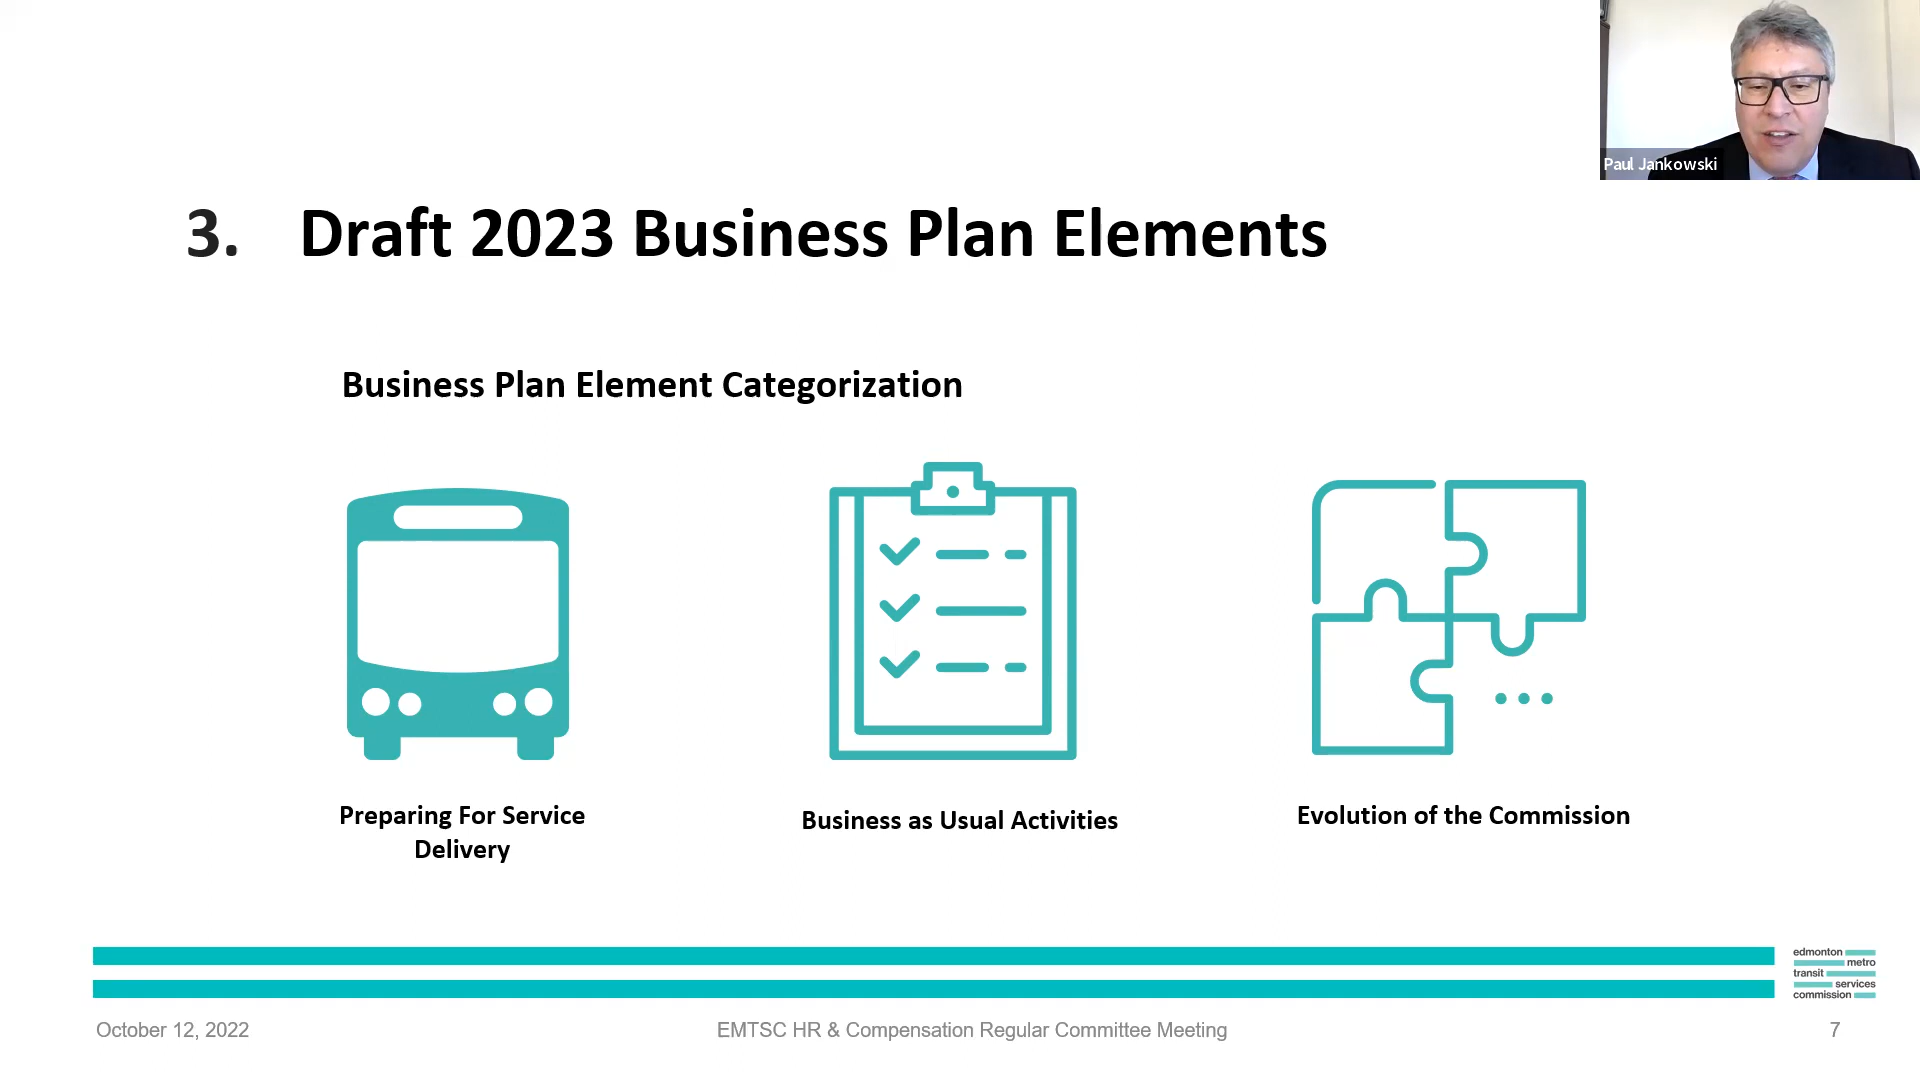 Paul Jankowski
3. Draft 2023 Business Plan Elements
Business Plan Element Categorization
Preparing For Service
Delivery
Business as Usual Activities
Evolution of the Commission
edmonton
metro
transit
services
commission
October 12, 2022
EMTSC HR & Compensation Regular Committee Meeting
7